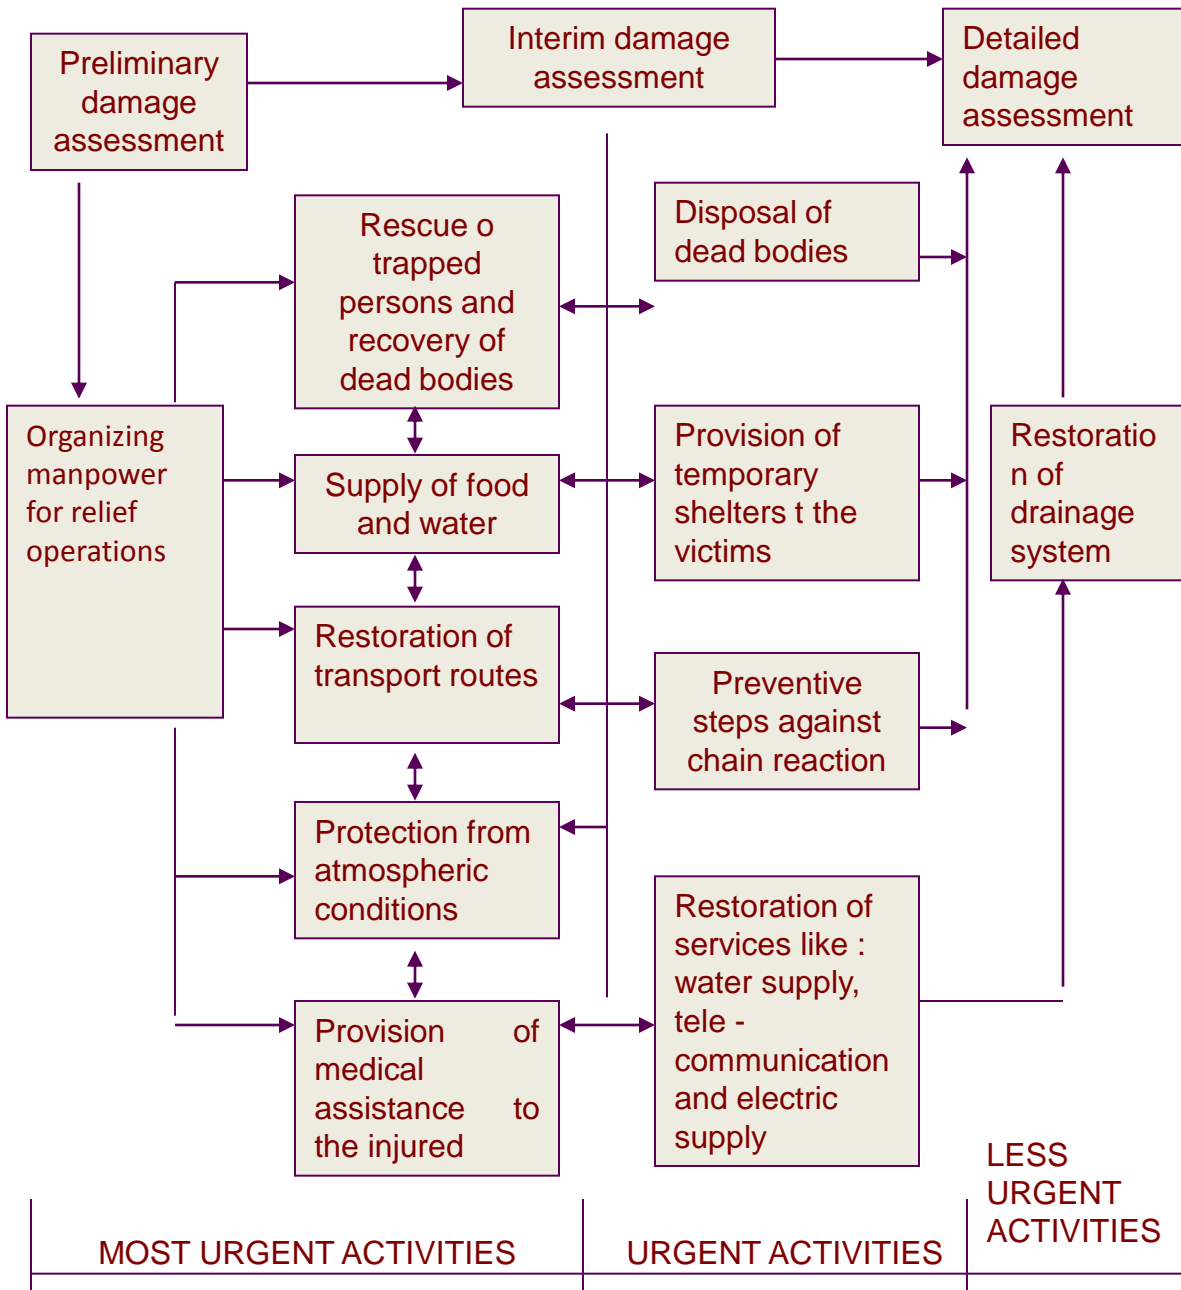 Preliminary
damage
assessment
Interim damage
assessment
Detailed
damage
assessment
Rescue o
trapped
persons and
recovery of
dead bodies
Disposal of
dead bodies
Organizing
manpower
for relief
operations
Supply of food
and water
Provision of
temporary
shelters t the
victims
Restoratio
n of
drainage
system
Restoration of
transport routes
Preventive
steps against
chain reaction
Protection from
atmospheric
conditions
Restoration of
services like :
water supply,
tele -
communication
and electric
supply
Provision of
medical
assistance to
the injured
MOST URGENT ACTIVITIES
URGENT ACTIVITIES
LESS
URGENT
ACTIVITIES